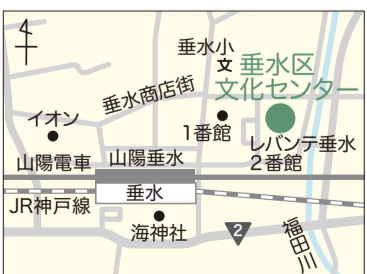 垂水小
文
垂水区
文化センター
垂水商店街
イオン
1番館
レバンテ垂水
2番館
山陽電車
山陽垂水
垂水
JR神戸線
海神社
2
福田川